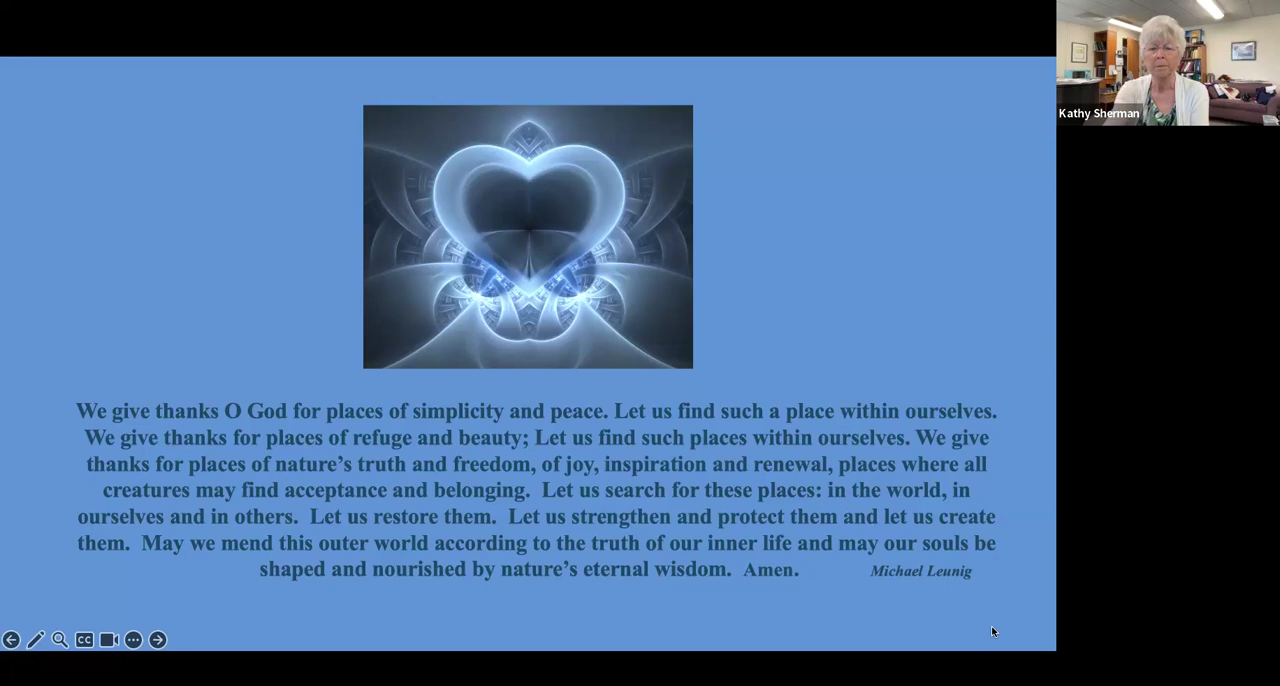 Kathy Sherman
We give thanks O God for places of simplicity and peace. Let us find such a place within ourselves.
We give thanks for places of refuge and beauty; Let us find such places within ourselves. We give
thanks for places of nature’s truth and freedom, of joy, inspiration and renewal, places where all
creatures may find acceptance and belonging.  Let us search for these places: in the world, in
ourselves and in others.  Let us restore them.  Let us strengthen and protect them and let us create
them.  May we mend this outer world according to the truth of our inner life and may our souls be
shaped and nourished by nature’s eternal wisdom.  Amen. Michael Leunig
CC